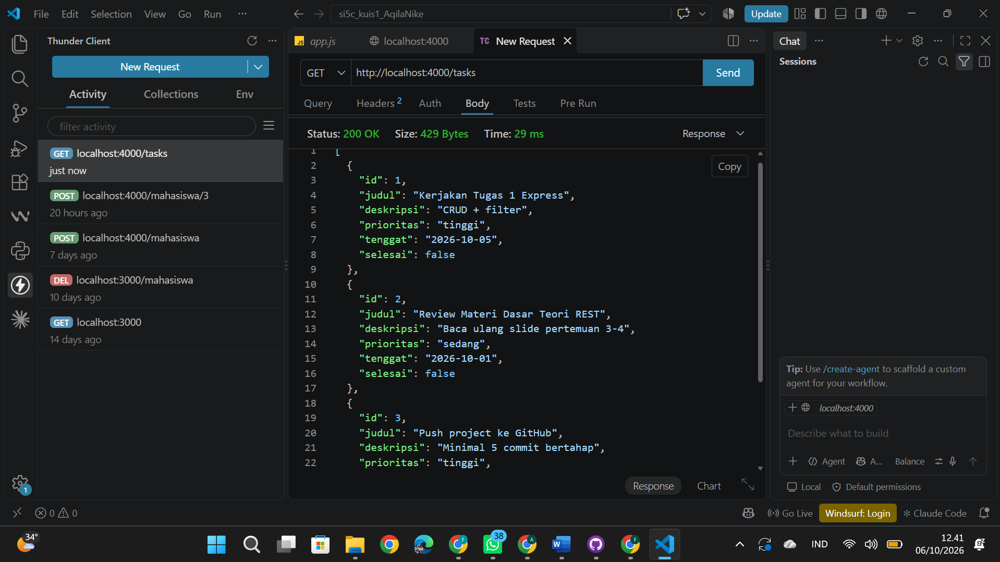 File Edit Selection View Go Run ···
si5c_kuis1_AqilaNike
Update
Thunder Client
New Request
Activity Collections Env
filter activity
GET localhost:4000/tasks
just now
POST localhost:4000/mahasiswa/3
20 hours ago
POST localhost:4000/mahasiswa
7 days ago
DEL localhost:3000/mahasiswa
10 days ago
GET localhost:3000
14 days ago
1
JS app.js localhost:4000 TC New Request
GET http://localhost:4000/tasks Send
Query Headers 2 Auth Body Tests Pre Run
Status: 200 OK Size: 429 Bytes Time: 29 ms Response
Copy
1 [
2 {
3 "id": 1,
4 "judul": "Kerjakan Tugas 1 Express",
5 "deskripsi": "CRUD + filter",
6 "prioritas": "tinggi",
7 "tenggat": "2026-10-05",
8 "selesai": false
9 },
10 {
11 "id": 2,
12 "judul": "Review Materi Dasar Teori REST",
13 "deskripsi": "Baca ulang slide pertemuan 3-4",
14 "prioritas": "sedang",
15 "tenggat": "2026-10-01",
16 "selesai": false
17 },
18 {
19 "id": 3,
20 "judul": "Push project ke GitHub",
21 "deskripsi": "Minimal 5 commit bertahap",
22 "prioritas": "tinggi",
Response Chart
Chat
Sessions
Tip: Use /create-agent to scaffold a custom
agent for your workflow.
localhost:4000
Describe what to build
Agent A... Balance
Local Default permissions
0 0
Go Live Windsurf: Login Claude Code
34°
38
f
A
W
f
IND
12.41
06/10/2026